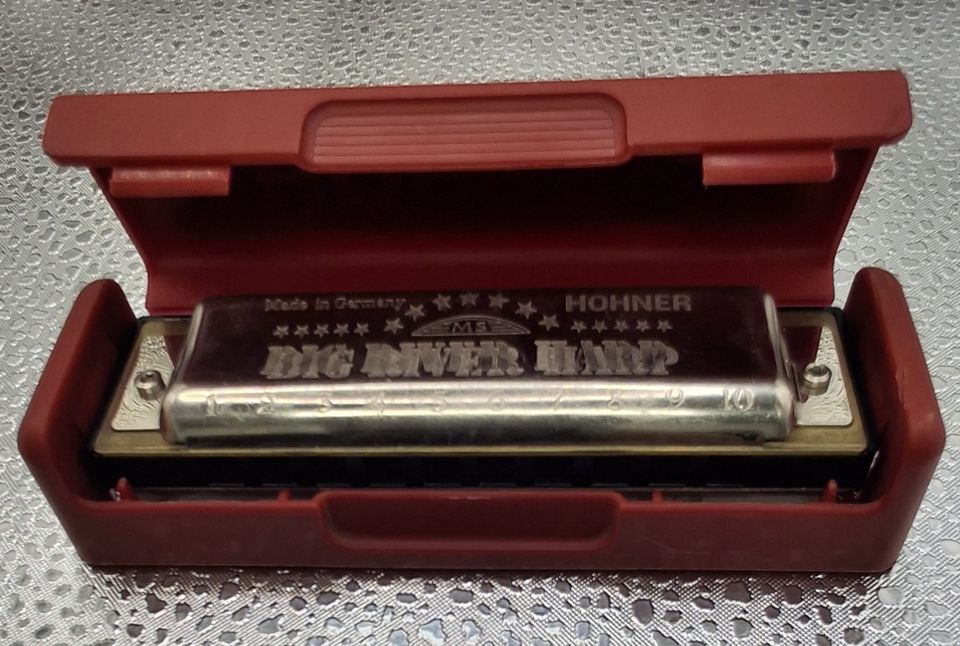 Made in Germany HOHNER
MS
BIG RIVER HARP
1 2 3 4 5 6 7 8 9 10